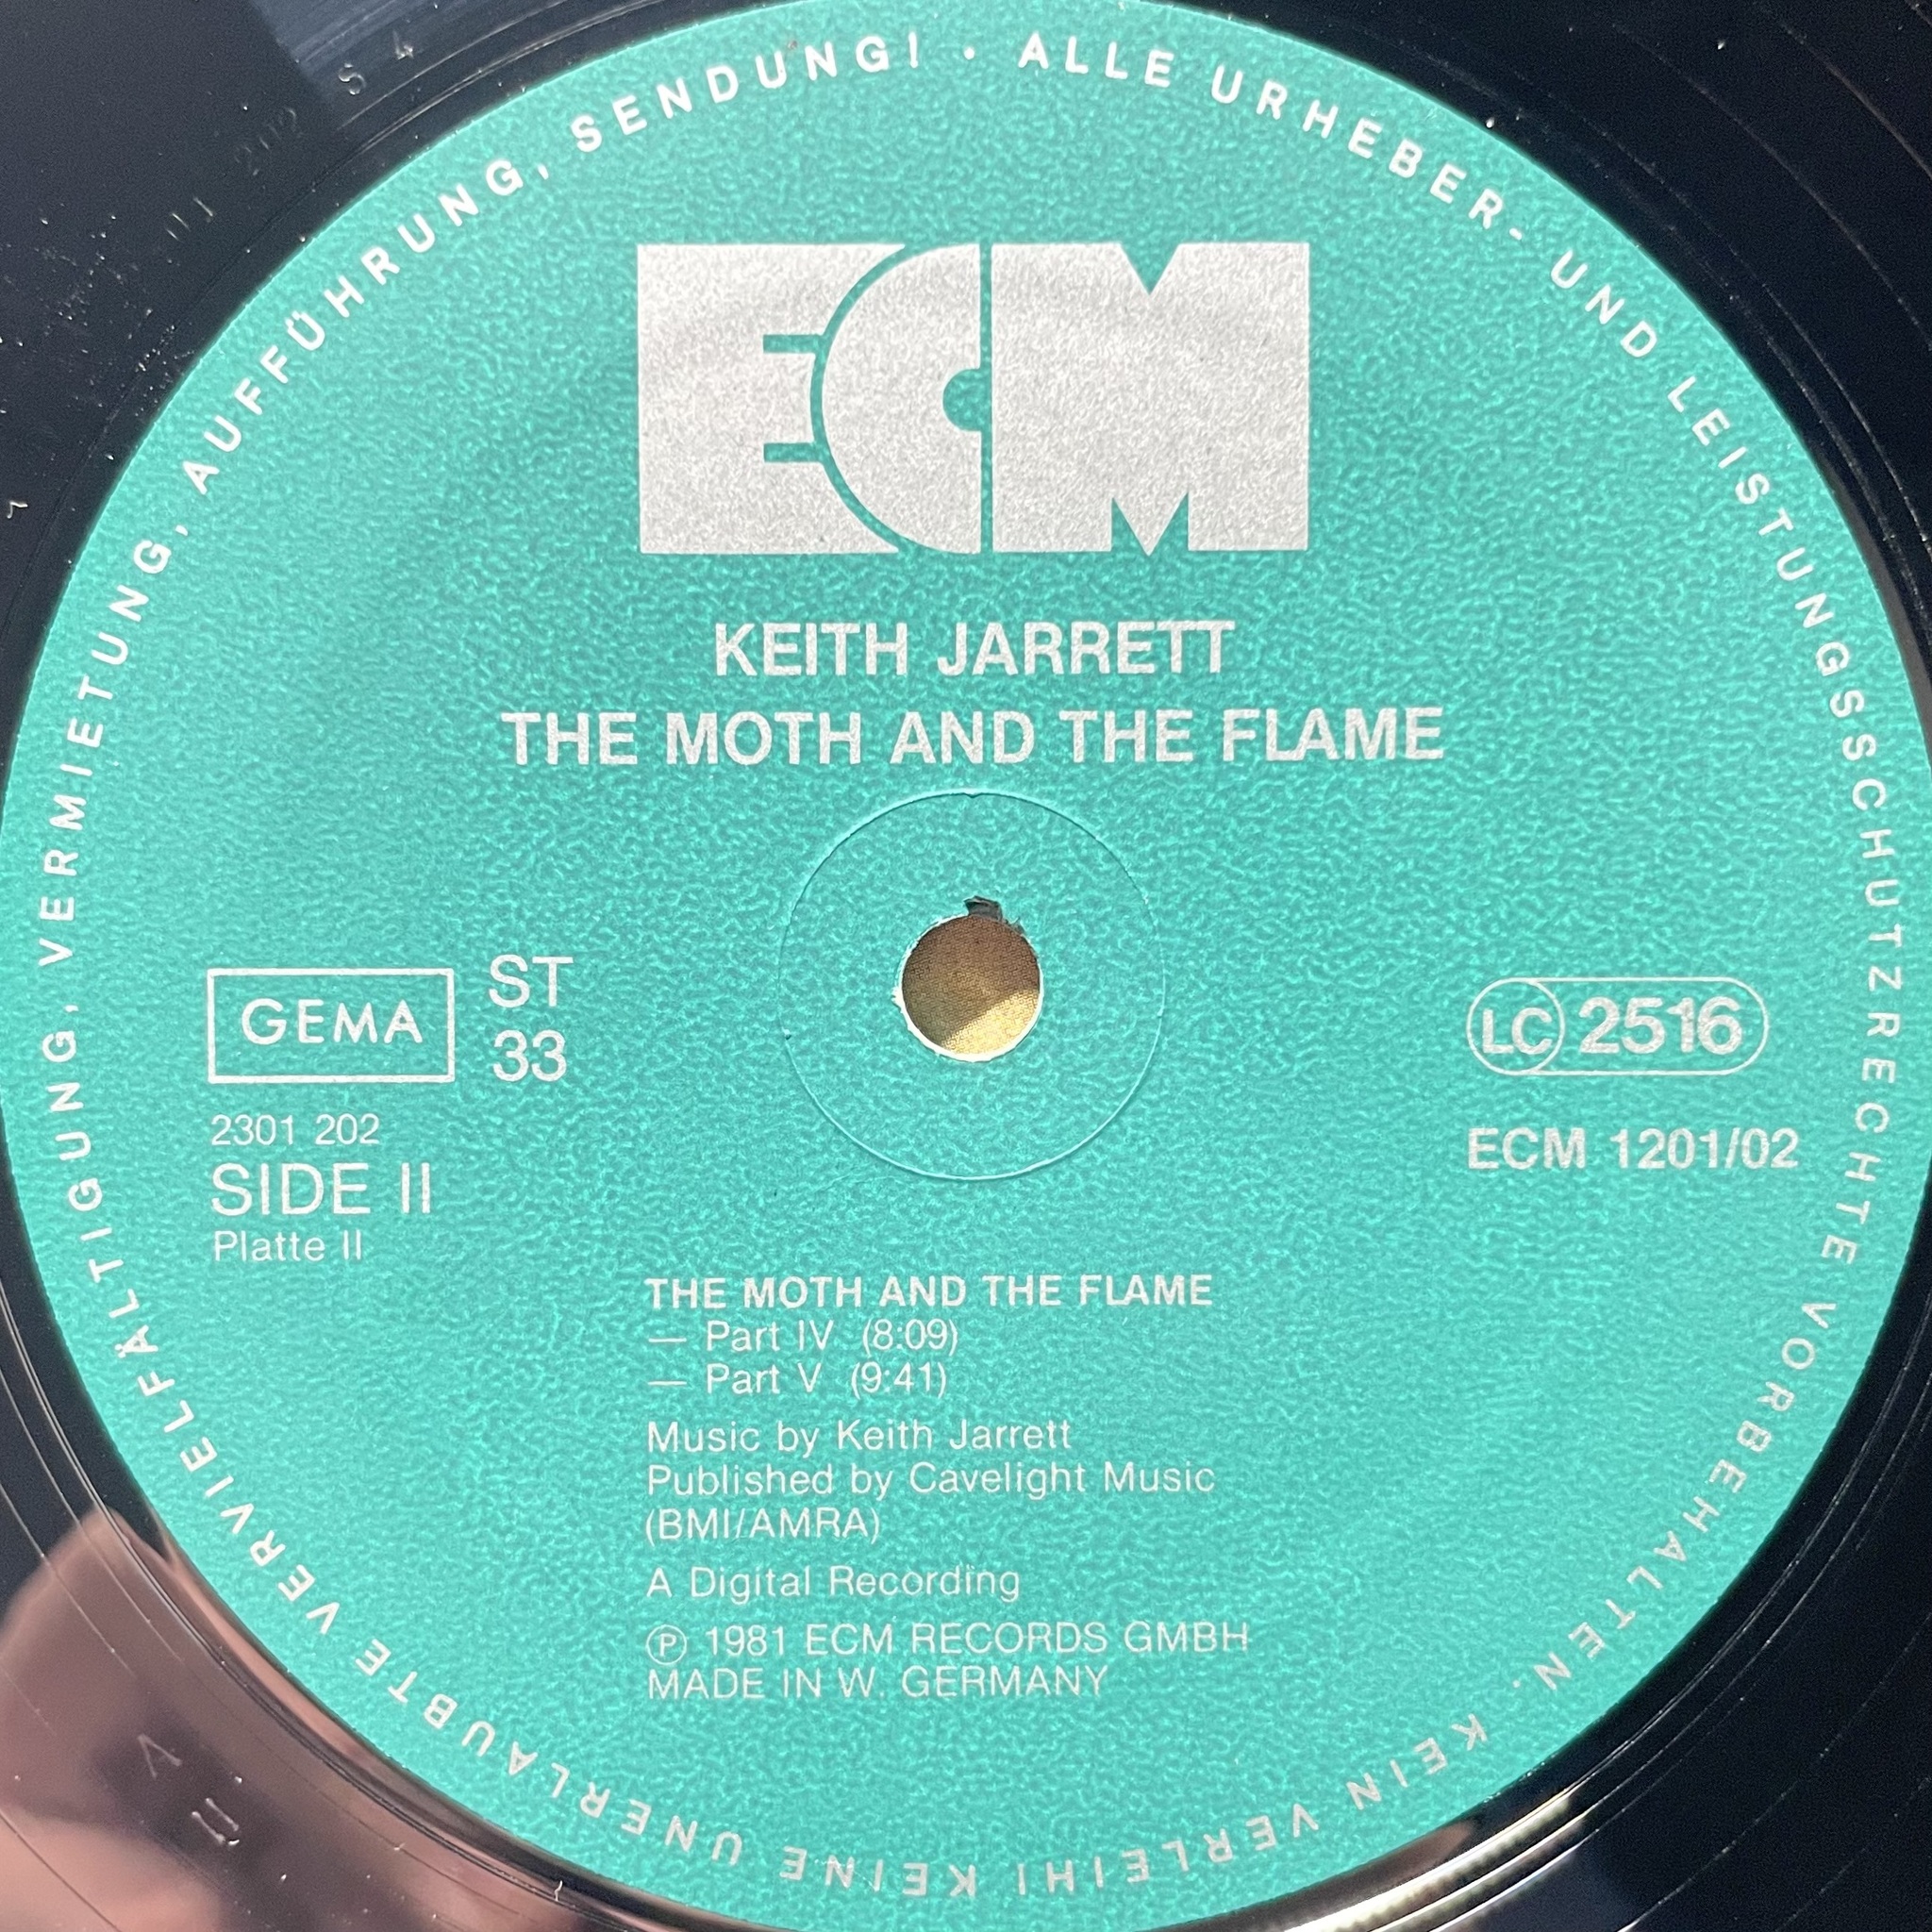 ALLE URHEBER- UND LEISTUNGSSCHUTZRECHTE VORBEHALTEN. KEIN VERLEIH! KEINE UNERLAUBTE VERVIELFÄLTIGUNG, VERMIETUNG, AUFFÜHRUNG, SENDUNG! ·
ECM
KEITH JARRETT
THE MOTH AND THE FLAME
GEMA
ST
33
2301 202
SIDE II
Platte II
LC 2516
ECM 1201/02
THE MOTH AND THE FLAME
— Part IV (8:09)
— Part V (9:41)
Music by Keith Jarrett
Published by Cavelight Music
(BMI/AMRA)
A Digital Recording
Ⓟ 1981 ECM RECORDS GMBH
MADE IN W. GERMANY
202 S 4